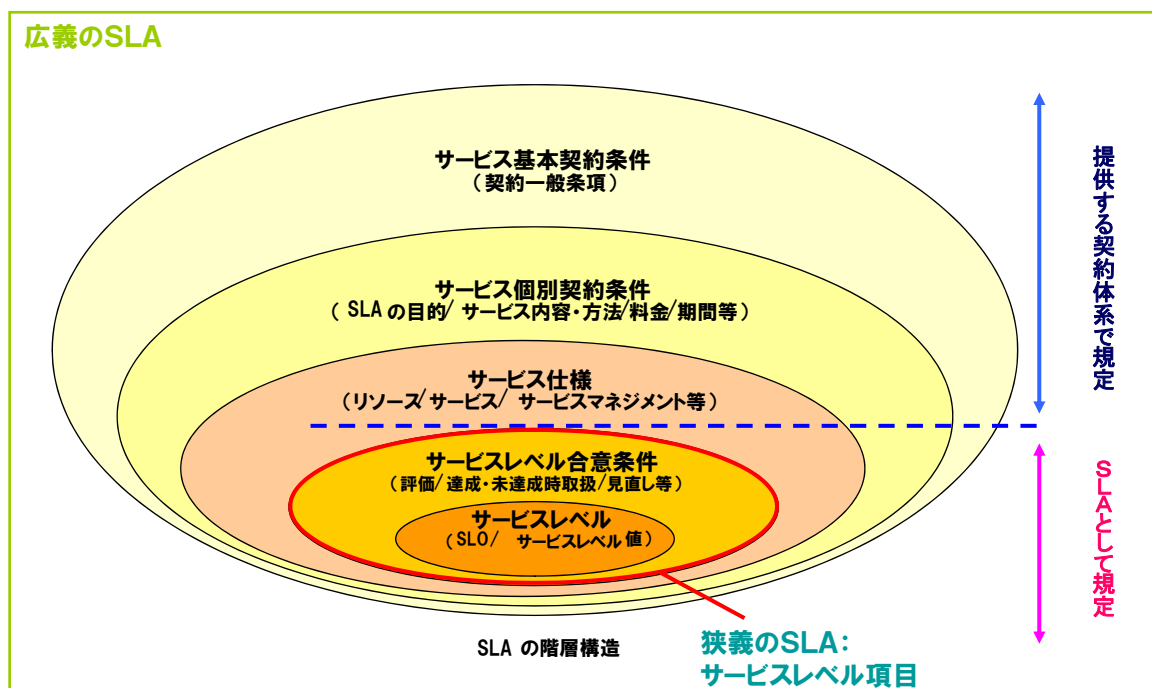 広義のSLA
サービス基本契約条件
(契約一般条項)
サービス個別契約条件
( SLA の目的/ サービス内容・方法/料金/期間等)
サービス仕様
(リソース/サービス/ サービスマネジメント等)
サービスレベル合意条件
(評価/達成・未達成時取扱/見直し等)
サービスレベル
(SLO/ サービスレベル値)
SLA の階層構造
狭義のSLA:
サービスレベル項目
提供する契約体系で規定
SLAとして規定